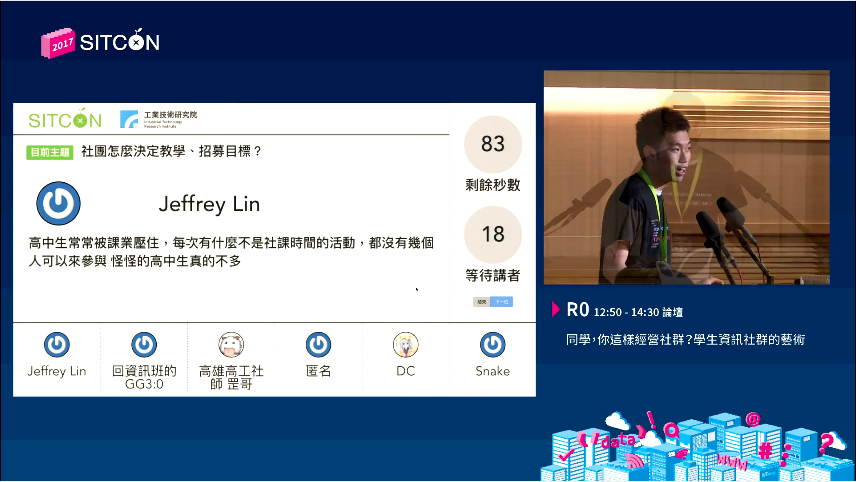 2017 SITCON
SITCON 工業技術研究院
Industrial Technology
Research Institute
目前主題 社團怎麼決定教學、招募目標？
Jeffrey Lin
高中生常常被課業壓住，每次有什麼不是社課時間的活動，都沒有幾個
人可以來參與 怪怪的高中生真的不多
83
剩餘秒數
18
等待講者
結束 下一位
Jeffrey Lin
回資訊班的
GG3:0
高雄高工社
師 罡哥
匿名
DC
Snake
R0 12:50 - 14:30 論壇
同學，你這樣經營社群？學生資訊社群的藝術
data
www